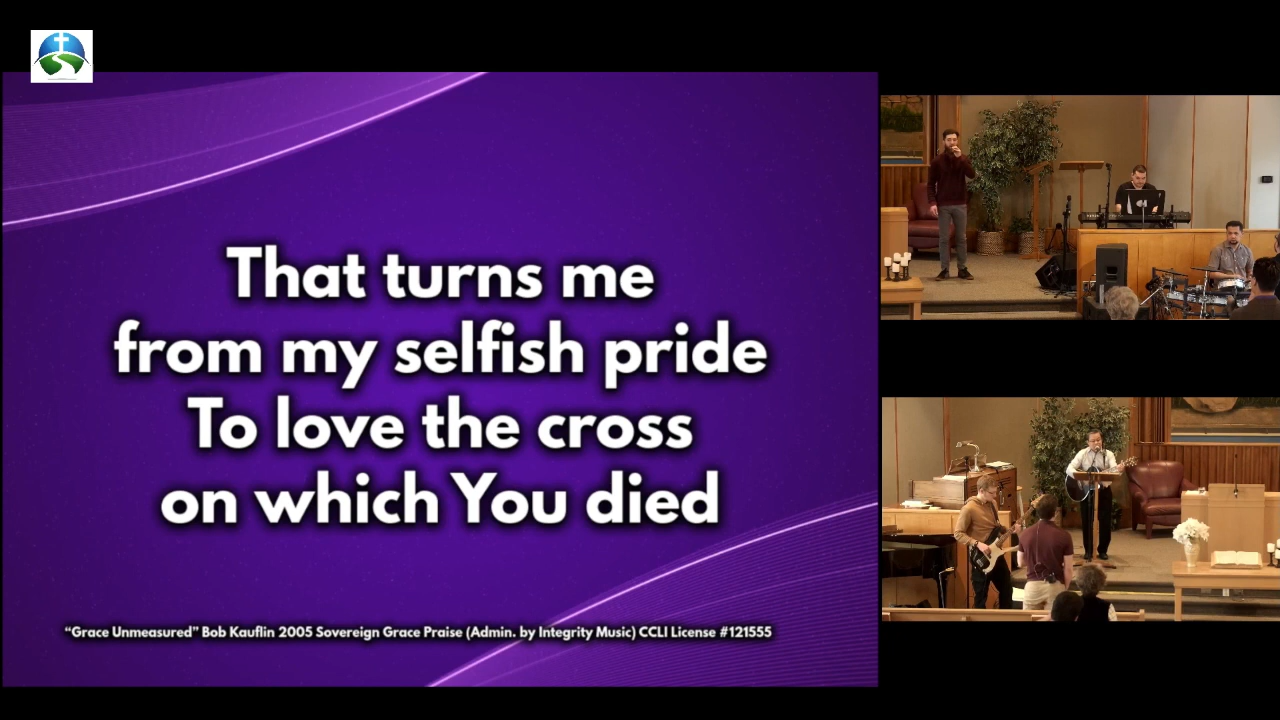 That turns me
from my selfish pride
To love the cross
on which You died
“Grace Unmeasured” Bob Kauflin 2005 Sovereign Grace Praise (Admin. by Integrity Music) CCLI License #121555